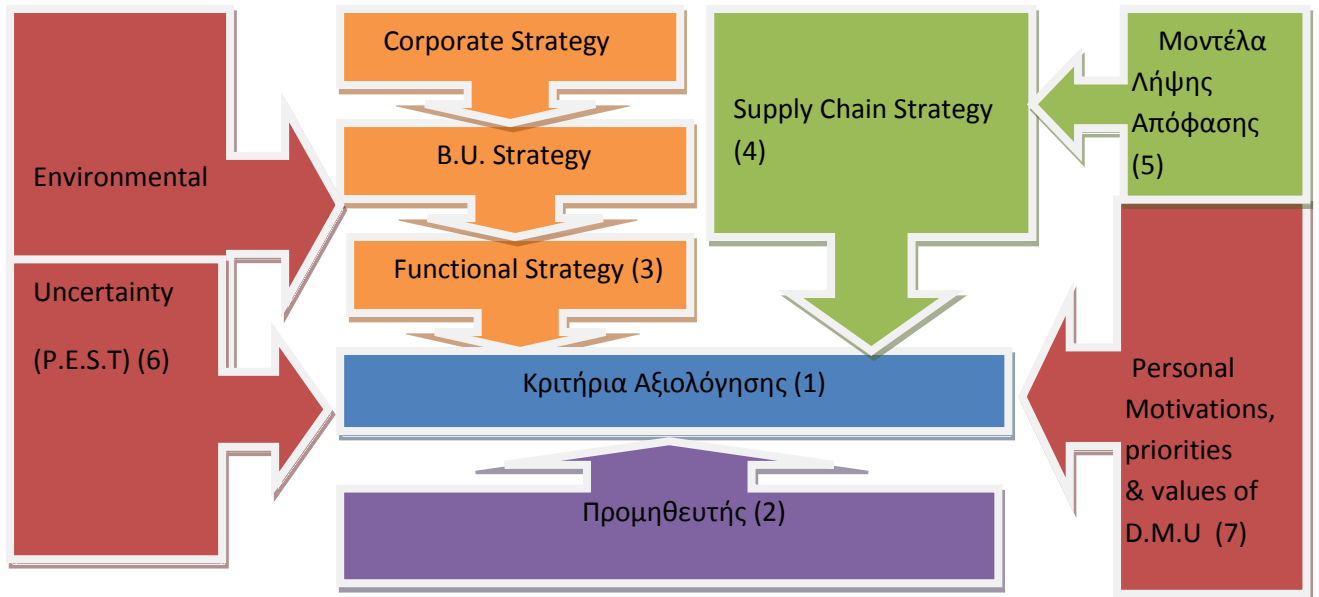 Corporate Strategy
B.U. Strategy
Functional Strategy (3)
Supply Chain Strategy
(4)
Μοντέλα
Λήψης
Απόφασης
(5)
Environmental
Uncertainty
(P.E.S.T) (6)
Κριτήρια Αξιολόγησης (1)
Προμηθευτής (2)
Personal
Motivations,
priorities
& values of
D.M.U (7)